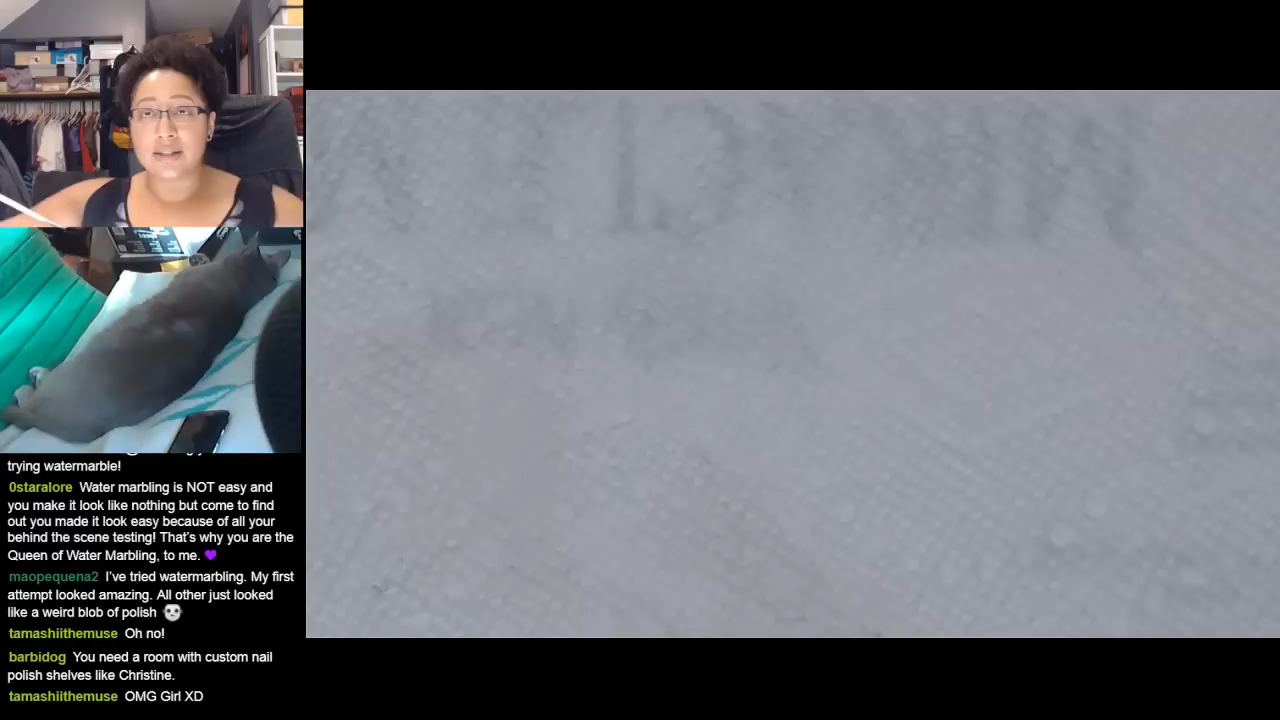 trying watermarble!
0staralore Water marbling is NOT easy and
you make it look like nothing but come to find
out you made it look easy because of all your
behind the scene testing! That's why you are the
Queen of Water Marbling, to me. 💜
maopequena2 I've tried watermarbling. My first
attempt looked amazing. All other just looked
like a weird blob of polish
tamashiithemuse Oh no!
barbidog You need a room with custom nail
polish shelves like Christine.
tamashiithemuse OMG Girl XD